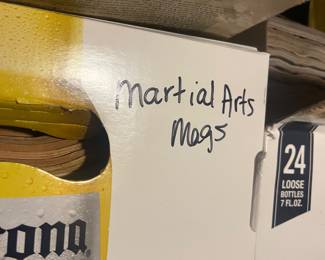 Martial Arts
Mags
24
LOOSE
BOTTLES
7 FL.OZ.
rona